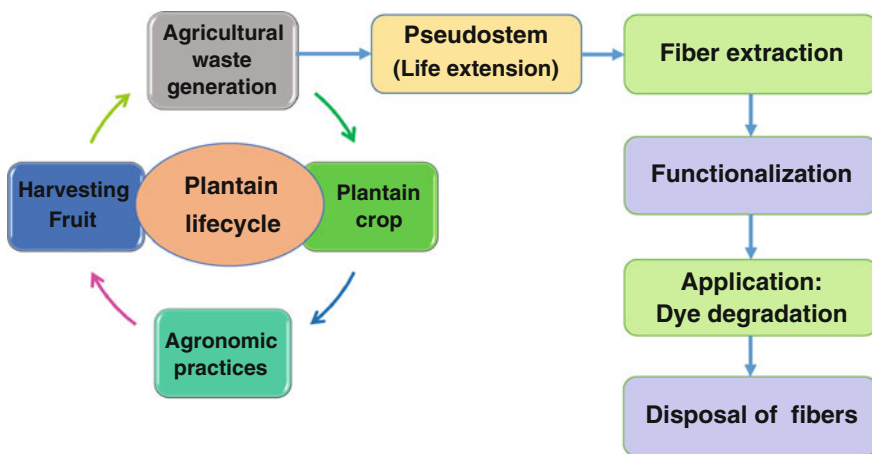 Agricultural
waste
generation
Pseudostem
(Life extension)
Fiber extraction
Harvesting
Fruit
Plantain
lifecycle
Plantain
crop
Functionalization
Agronomic
practices
Application:
Dye degradation
Disposal of fibers